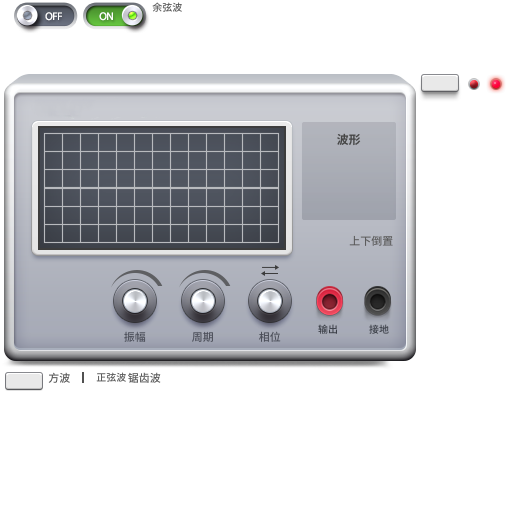 OFF ON 余弦波
波形
上下倒置
振幅 周期 相位 输出 接地
方波 正弦波 锯齿波